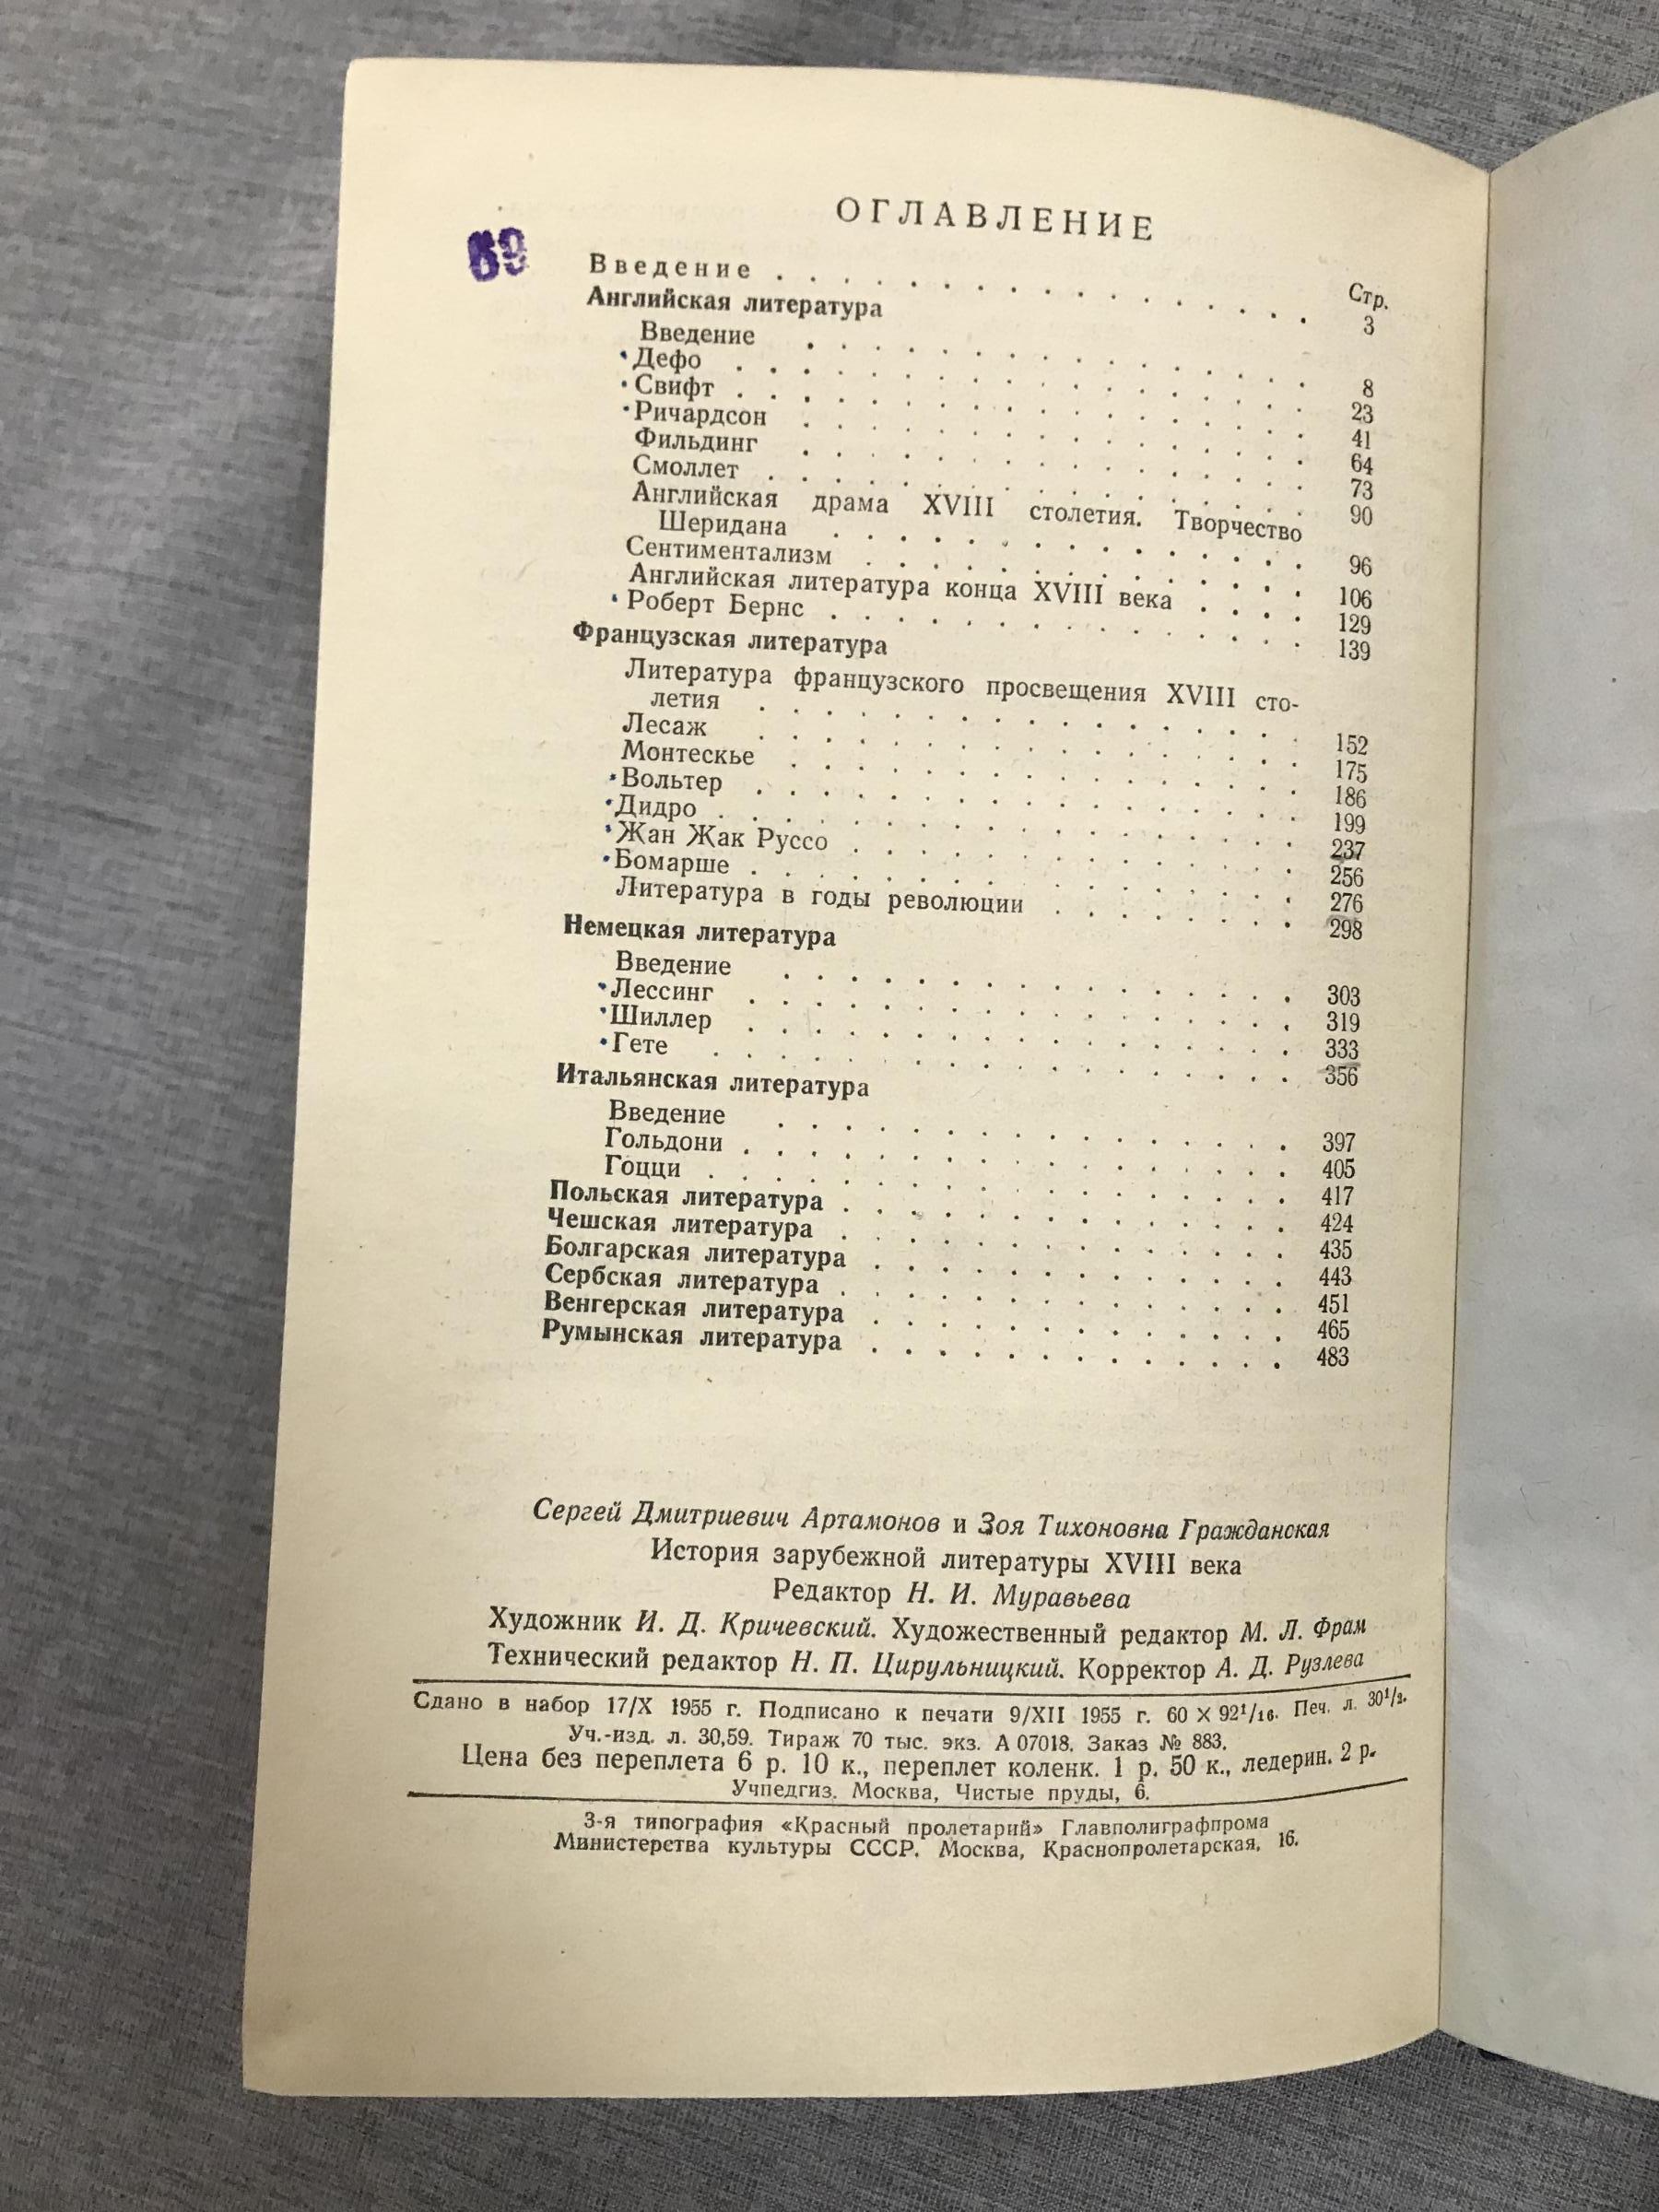 ОГЛАВЛЕНИЕ
Стр.
Введение . . . . . . . . . . . . . . . . 3
Английская литература
Введение . . . . . . . . . . . . . . . 8
Дефо . . . . . . . . . . . . . . . . . 23
Свифт . . . . . . . . . . . . . . . . . 41
Ричардсон . . . . . . . . . . . . . . . 64
Фильдинг . . . . . . . . . . . . . . . 73
Смоллет . . . . . . . . . . . . . . . . 90
Английская драма XVIII столетия. Творчество
Шеридана . . . . . . . . . . . . . . 96
Сентиментализм . . . . . . . . . . . . . 106
Английская литература конца XVIII века . . . . 129
Роберт Бернс . . . . . . . . . . . . . . 139
Французская литература
Литература французского просвещения XVIII сто-
летия . . . . . . . . . . . . . . . . 152
Лесаж . . . . . . . . . . . . . . . . 175
Монтескье . . . . . . . . . . . . . . . 186
Вольтер . . . . . . . . . . . . . . . . 199
Дидро . . . . . . . . . . . . . . . . . 237
Жан Жак Руссо . . . . . . . . . . . . . 256
Бомарше . . . . . . . . . . . . . . . . 276
Литература в годы революции . . . . . . . . 298
Немецкая литература
Введение . . . . . . . . . . . . . . . 303
Лессинг . . . . . . . . . . . . . . . . 319
Шиллер . . . . . . . . . . . . . . . . 333
Гете . . . . . . . . . . . . . . . . . 356
Итальянская литература
Введение . . . . . . . . . . . . . . . 397
Гольдони . . . . . . . . . . . . . . . . 405
Гоцци . . . . . . . . . . . . . . . . . 417
Польская литература . . . . . . . . . . . . . 424
Чешская литература . . . . . . . . . . . . . 435
Болгарская литература . . . . . . . . . . . . 443
Сербская литература . . . . . . . . . . . . . 451
Венгерская литература . . . . . . . . . . . . 465
Румынская литература . . . . . . . . . . . . 483
Сергей Дмитриевич Артамонов и Зоя Тихоновна Гражданская
История зарубежной литературы XVIII века
Редактор Н. И. Муравьева
Художник И. Д. Кричевский. Художественный редактор М. Л. Фрам
Технический редактор Н. П. Цирульницкий. Корректор А. Д. Рузлева
Сдано в набор 17/X 1955 г. Подписано к печати 9/XII 1955 г. 60 × 92¹/₁₆. Печ. л. 30¹/₂.
Уч.-изд. л. 30,59. Тираж 70 тыс. экз. А 07018. Заказ № 883.
Цена без переплета 6 р. 10 к., переплет коленк. 1 р. 50 к., ледерин. 2 р.
Учпедгиз. Москва, Чистые пруды, 6.
3-я типография «Красный пролетарий» Главполиграфпрома
Министерства культуры СССР. Москва, Краснопролетарская, 16.